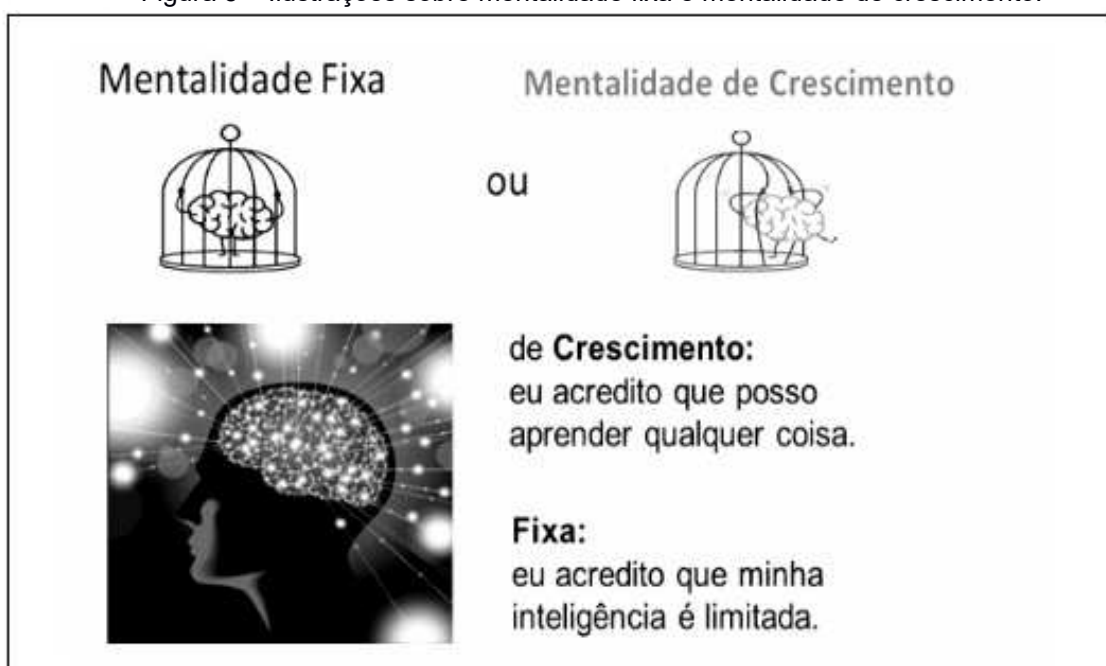 Mentalidade Fixa
Mentalidade de Crescimento
ou
de Crescimento:
eu acredito que posso
aprender qualquer coisa.
Fixa:
eu acredito que minha
inteligência é limitada.